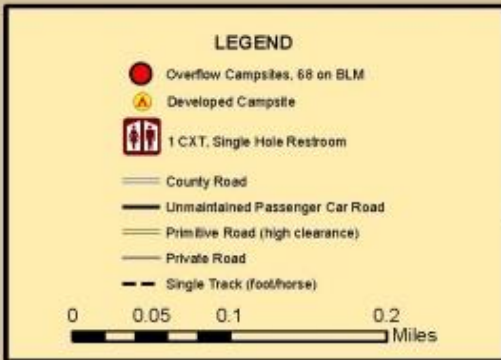 LEGEND
Overflow Campsites, 68 on BLM
Developed Campsite
1 CXT, Single Hole Restroom
County Road
Unmaintained Passenger Car Road
Primitive Road (high clearance)
Private Road
Single Track (foot/horse)
0 0.05 0.1 0.2
Miles